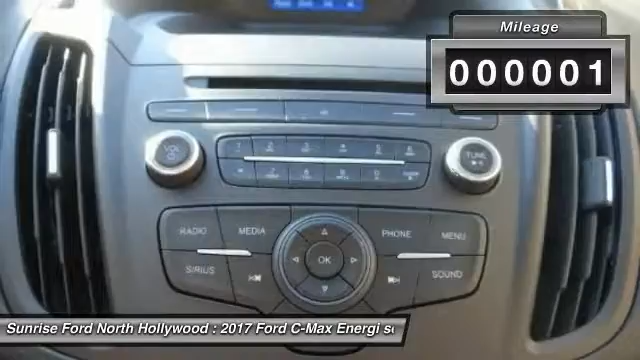 Mileage
000001
VOL
TUNE
RADIO
MEDIA
PHONE
MENU
OK
SIRIUS
SOUND
Sunrise Ford North Hollywood : 2017 Ford C-Max Energi s